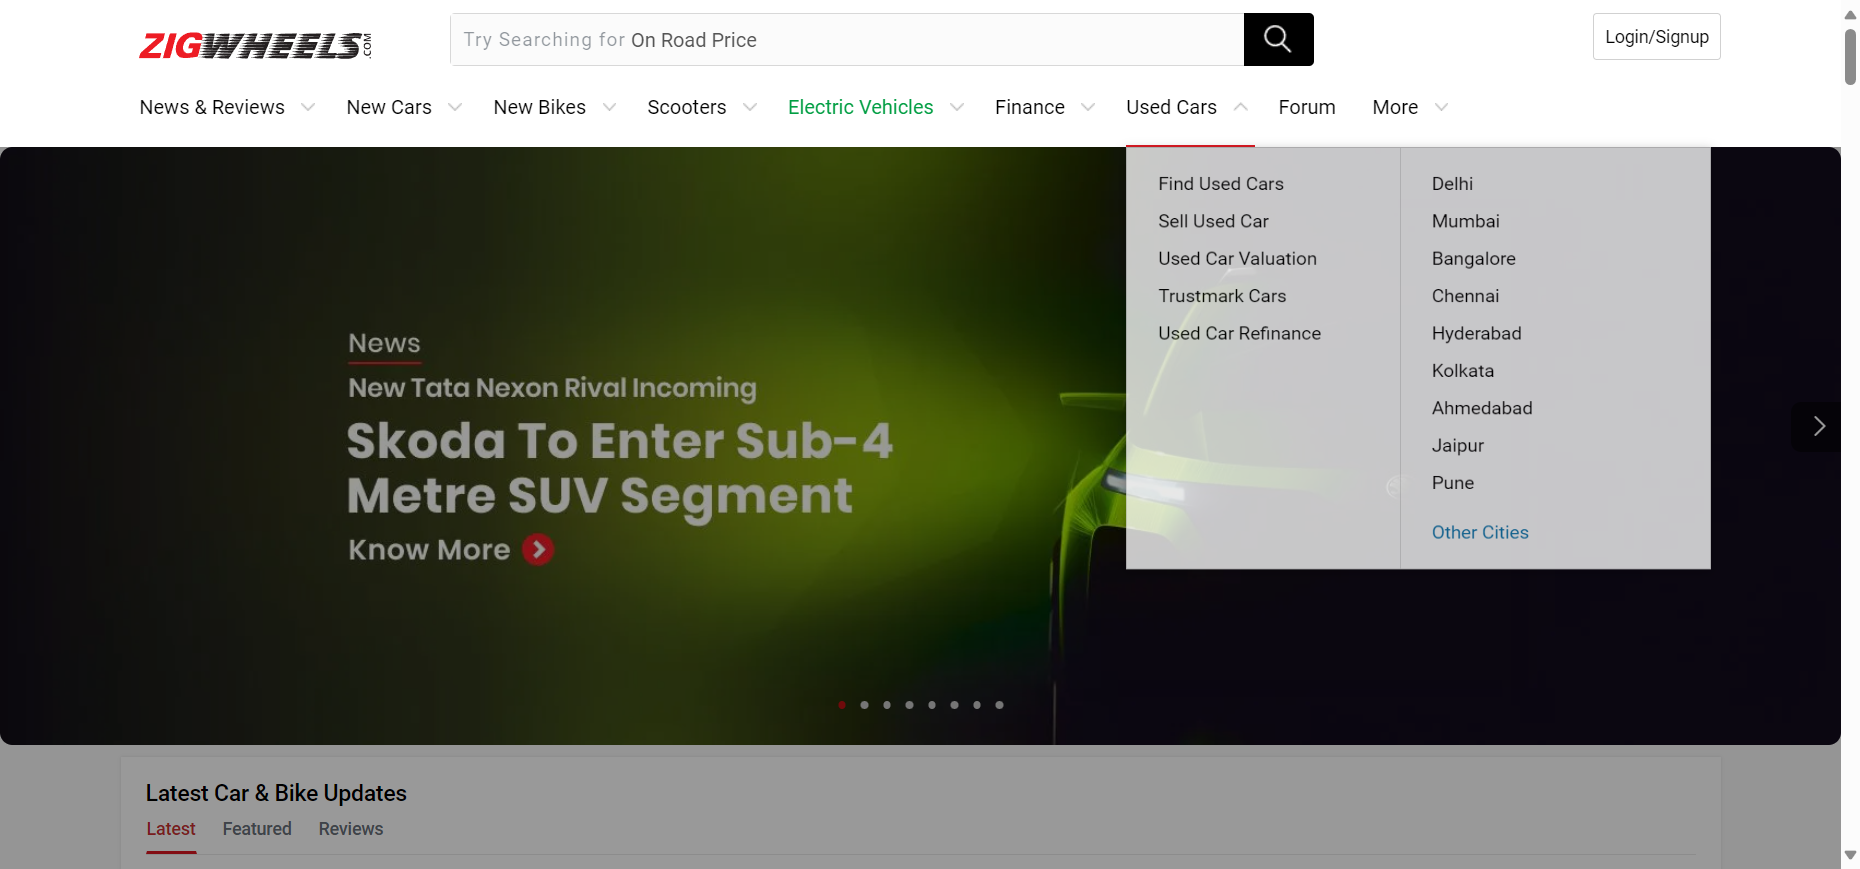 ZIGWHEELS.COM
Try Searching for On Road Price
Login/Signup
News & Reviews
New Cars
New Bikes
Scooters
Electric Vehicles
Finance
Used Cars
Forum
More
Find Used Cars
Sell Used Car
Used Car Valuation
Trustmark Cars
Used Car Refinance
Delhi
Mumbai
Bangalore
Chennai
Hyderabad
Kolkata
Ahmedabad
Jaipur
Pune
Other Cities
News
New Tata Nexon Rival Incoming
Skoda To Enter Sub-4
Metre SUV Segment
Know More
Latest Car & Bike Updates
Latest
Featured
Reviews